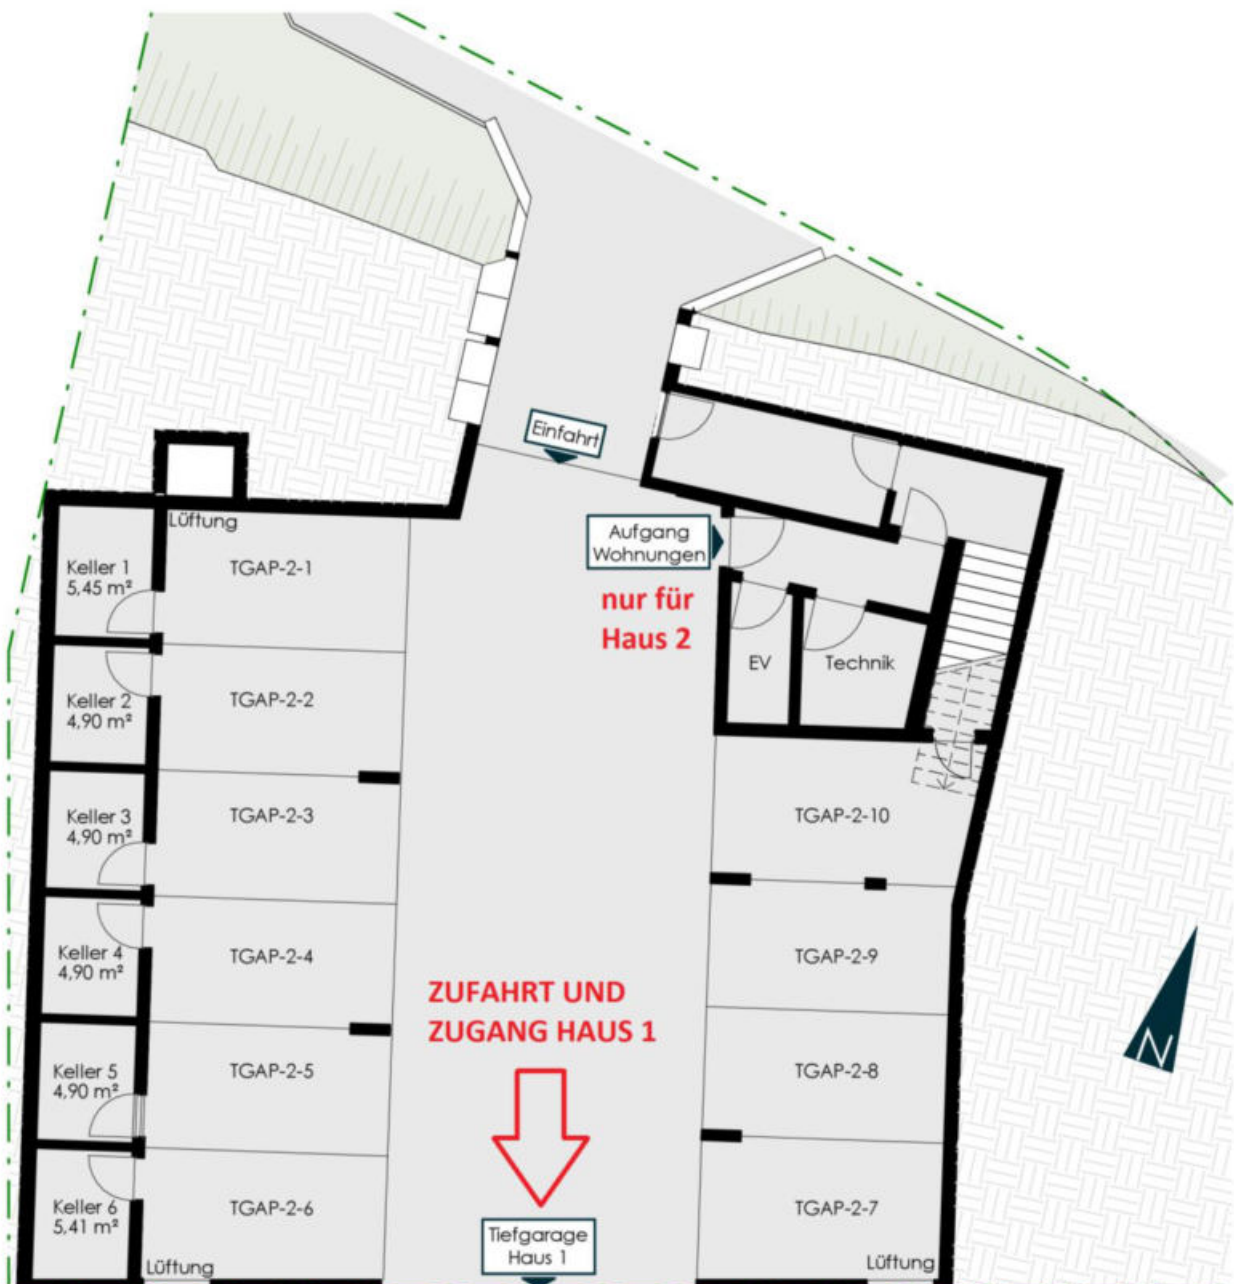 Einfahrt
Aufgang
Wohnungen
nur für
Haus 2
Lüftung
Keller 1
5,45 m²
TGAP-2-1
EV
Technik
Keller 2
4,90 m²
TGAP-2-2
Keller 3
4,90 m²
TGAP-2-3
TGAP-2-10
Keller 4
4,90 m²
TGAP-2-4
TGAP-2-9
ZUFAHRT UND
ZUGANG HAUS 1
N
Keller 5
4,90 m²
TGAP-2-5
TGAP-2-8
Keller 6
5,41 m²
TGAP-2-6
TGAP-2-7
Tiefgarage
Haus 1
Lüftung
Lüftung